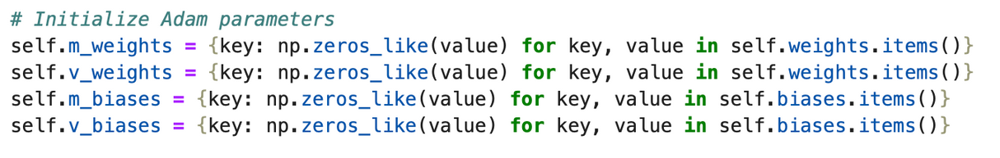 # Initialize Adam parameters
self.m_weights = {key: np.zeros_like(value) for key, value in self.weights.items()}
self.v_weights = {key: np.zeros_like(value) for key, value in self.weights.items()}
self.m_biases = {key: np.zeros_like(value) for key, value in self.biases.items()}
self.v_biases = {key: np.zeros_like(value) for key, value in self.biases.items()}